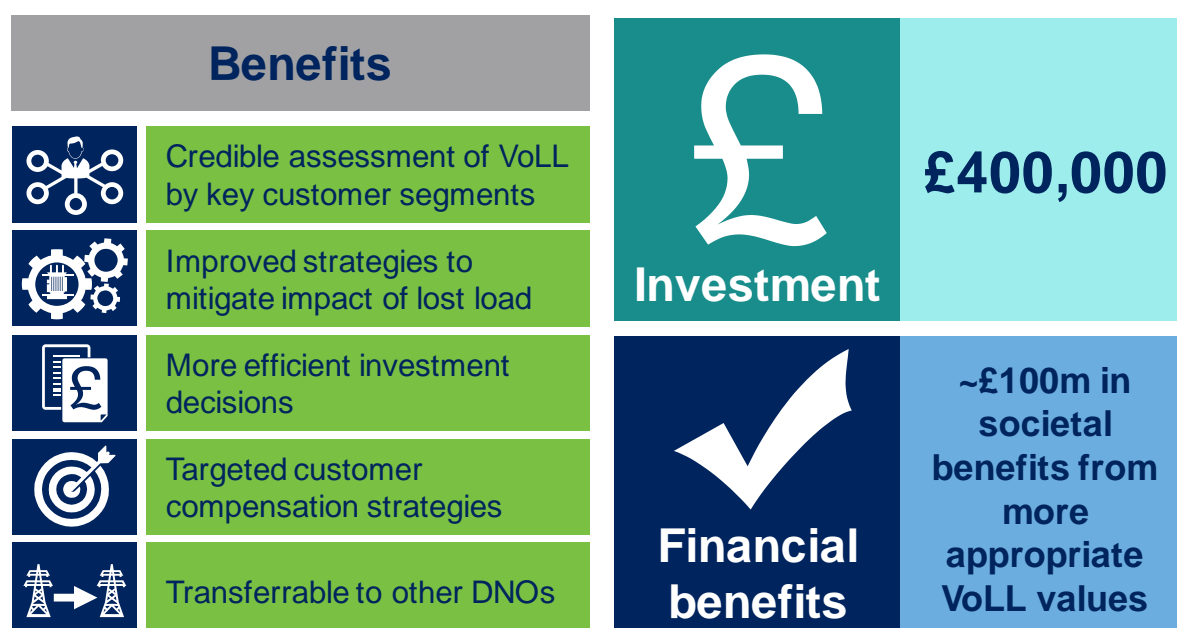 Benefits
Credible assessment of VoLL
by key customer segments
Improved strategies to
mitigate impact of lost load
More efficient investment
decisions
£
Targeted customer
compensation strategies
Transferrable to other DNOs
£
Investment
£400,000
Financial
benefits
~£100m in
societal
benefits from
more
appropriate
VoLL values